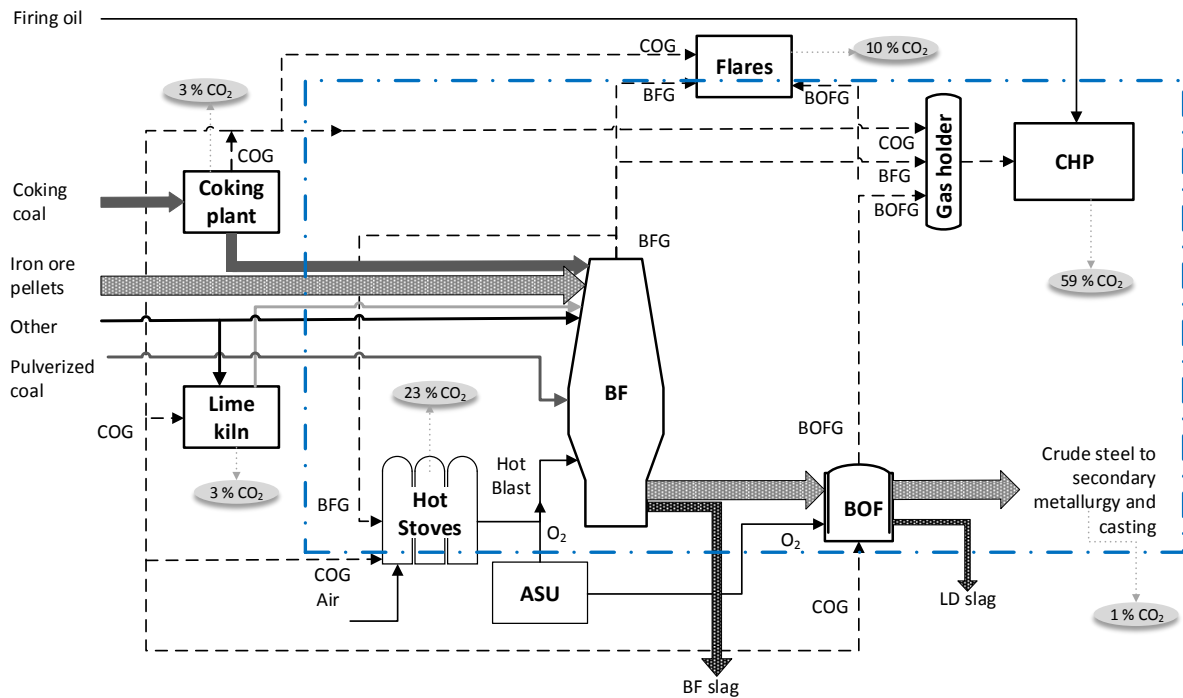 Firing oil
COG
10 % CO₂
Flares
3 % CO₂
BFG
BOFG
COG
COG
Gas holder
CHP
BFG
BOFG
Coking
coal
Coking
plant
BFG
Iron ore
pellets
59 % CO₂
Other
Pulverized
coal
23 % CO₂
BF
Lime
kiln
COG
BOFG
3 % CO₂
Hot
Blast
Crude steel to
secondary
metallurgy and
casting
BFG
Hot
Stoves
BOF
O₂
O₂
COG
Air
ASU
COG
LD slag
1 % CO₂
BF slag